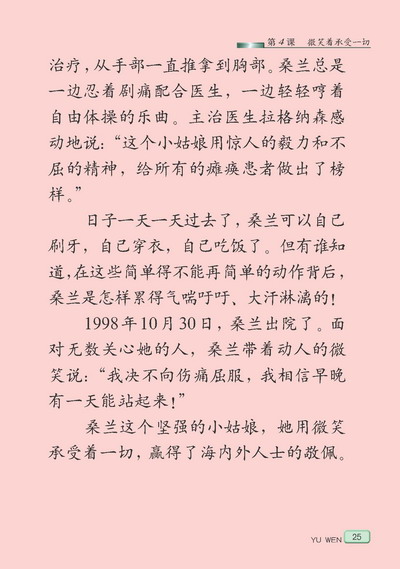 第4课 微笑着承受一切
治疗，从手部一直推拿到胸部。桑兰总是
一边忍着剧痛配合医生，一边轻轻哼着
自由体操的乐曲。主治医生拉格纳森感
动地说：“这个小姑娘用惊人的毅力和不
屈的精神，给所有的瘫痪患者做出了榜
样。”
日子一天一天过去了，桑兰可以自己
刷牙，自己穿衣，自己吃饭了。但有谁知
道，在这些简单得不能再简单的动作背后，
桑兰是怎样累得气喘吁吁、大汗淋漓的！
1998年10月30日，桑兰出院了。面
对无数关心她的人，桑兰带着动人的微
笑说：“我决不向伤痛屈服，我相信早晚
有一天能站起来！”
桑兰这个坚强的小姑娘，她用微笑
承受着一切，赢得了海内外人士的敬佩。
YU WEN 25